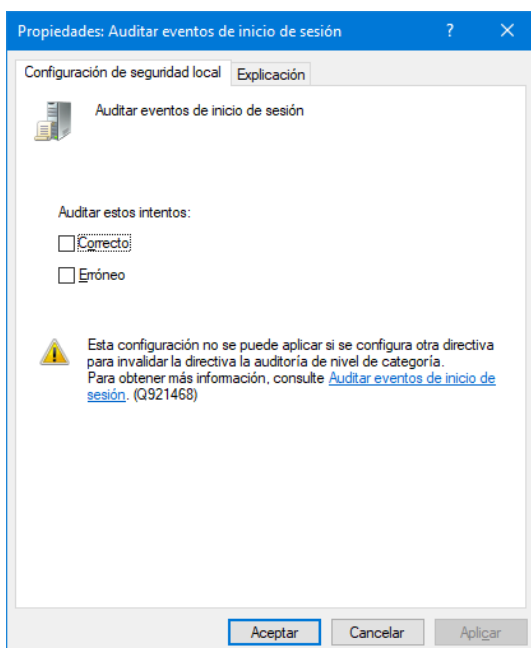 Propiedades: Auditar eventos de inicio de sesión ? ×
Configuración de seguridad local Explicación
Auditar eventos de inicio de sesión
Auditar estos intentos:
Correcto
Erróneo
Esta configuración no se puede aplicar si se configura otra directiva
para invalidar la directiva la auditoría de nivel de categoría.
Para obtener más información, consulte Auditar eventos de inicio de
sesión. (Q921468)
Aceptar Cancelar Aplicar